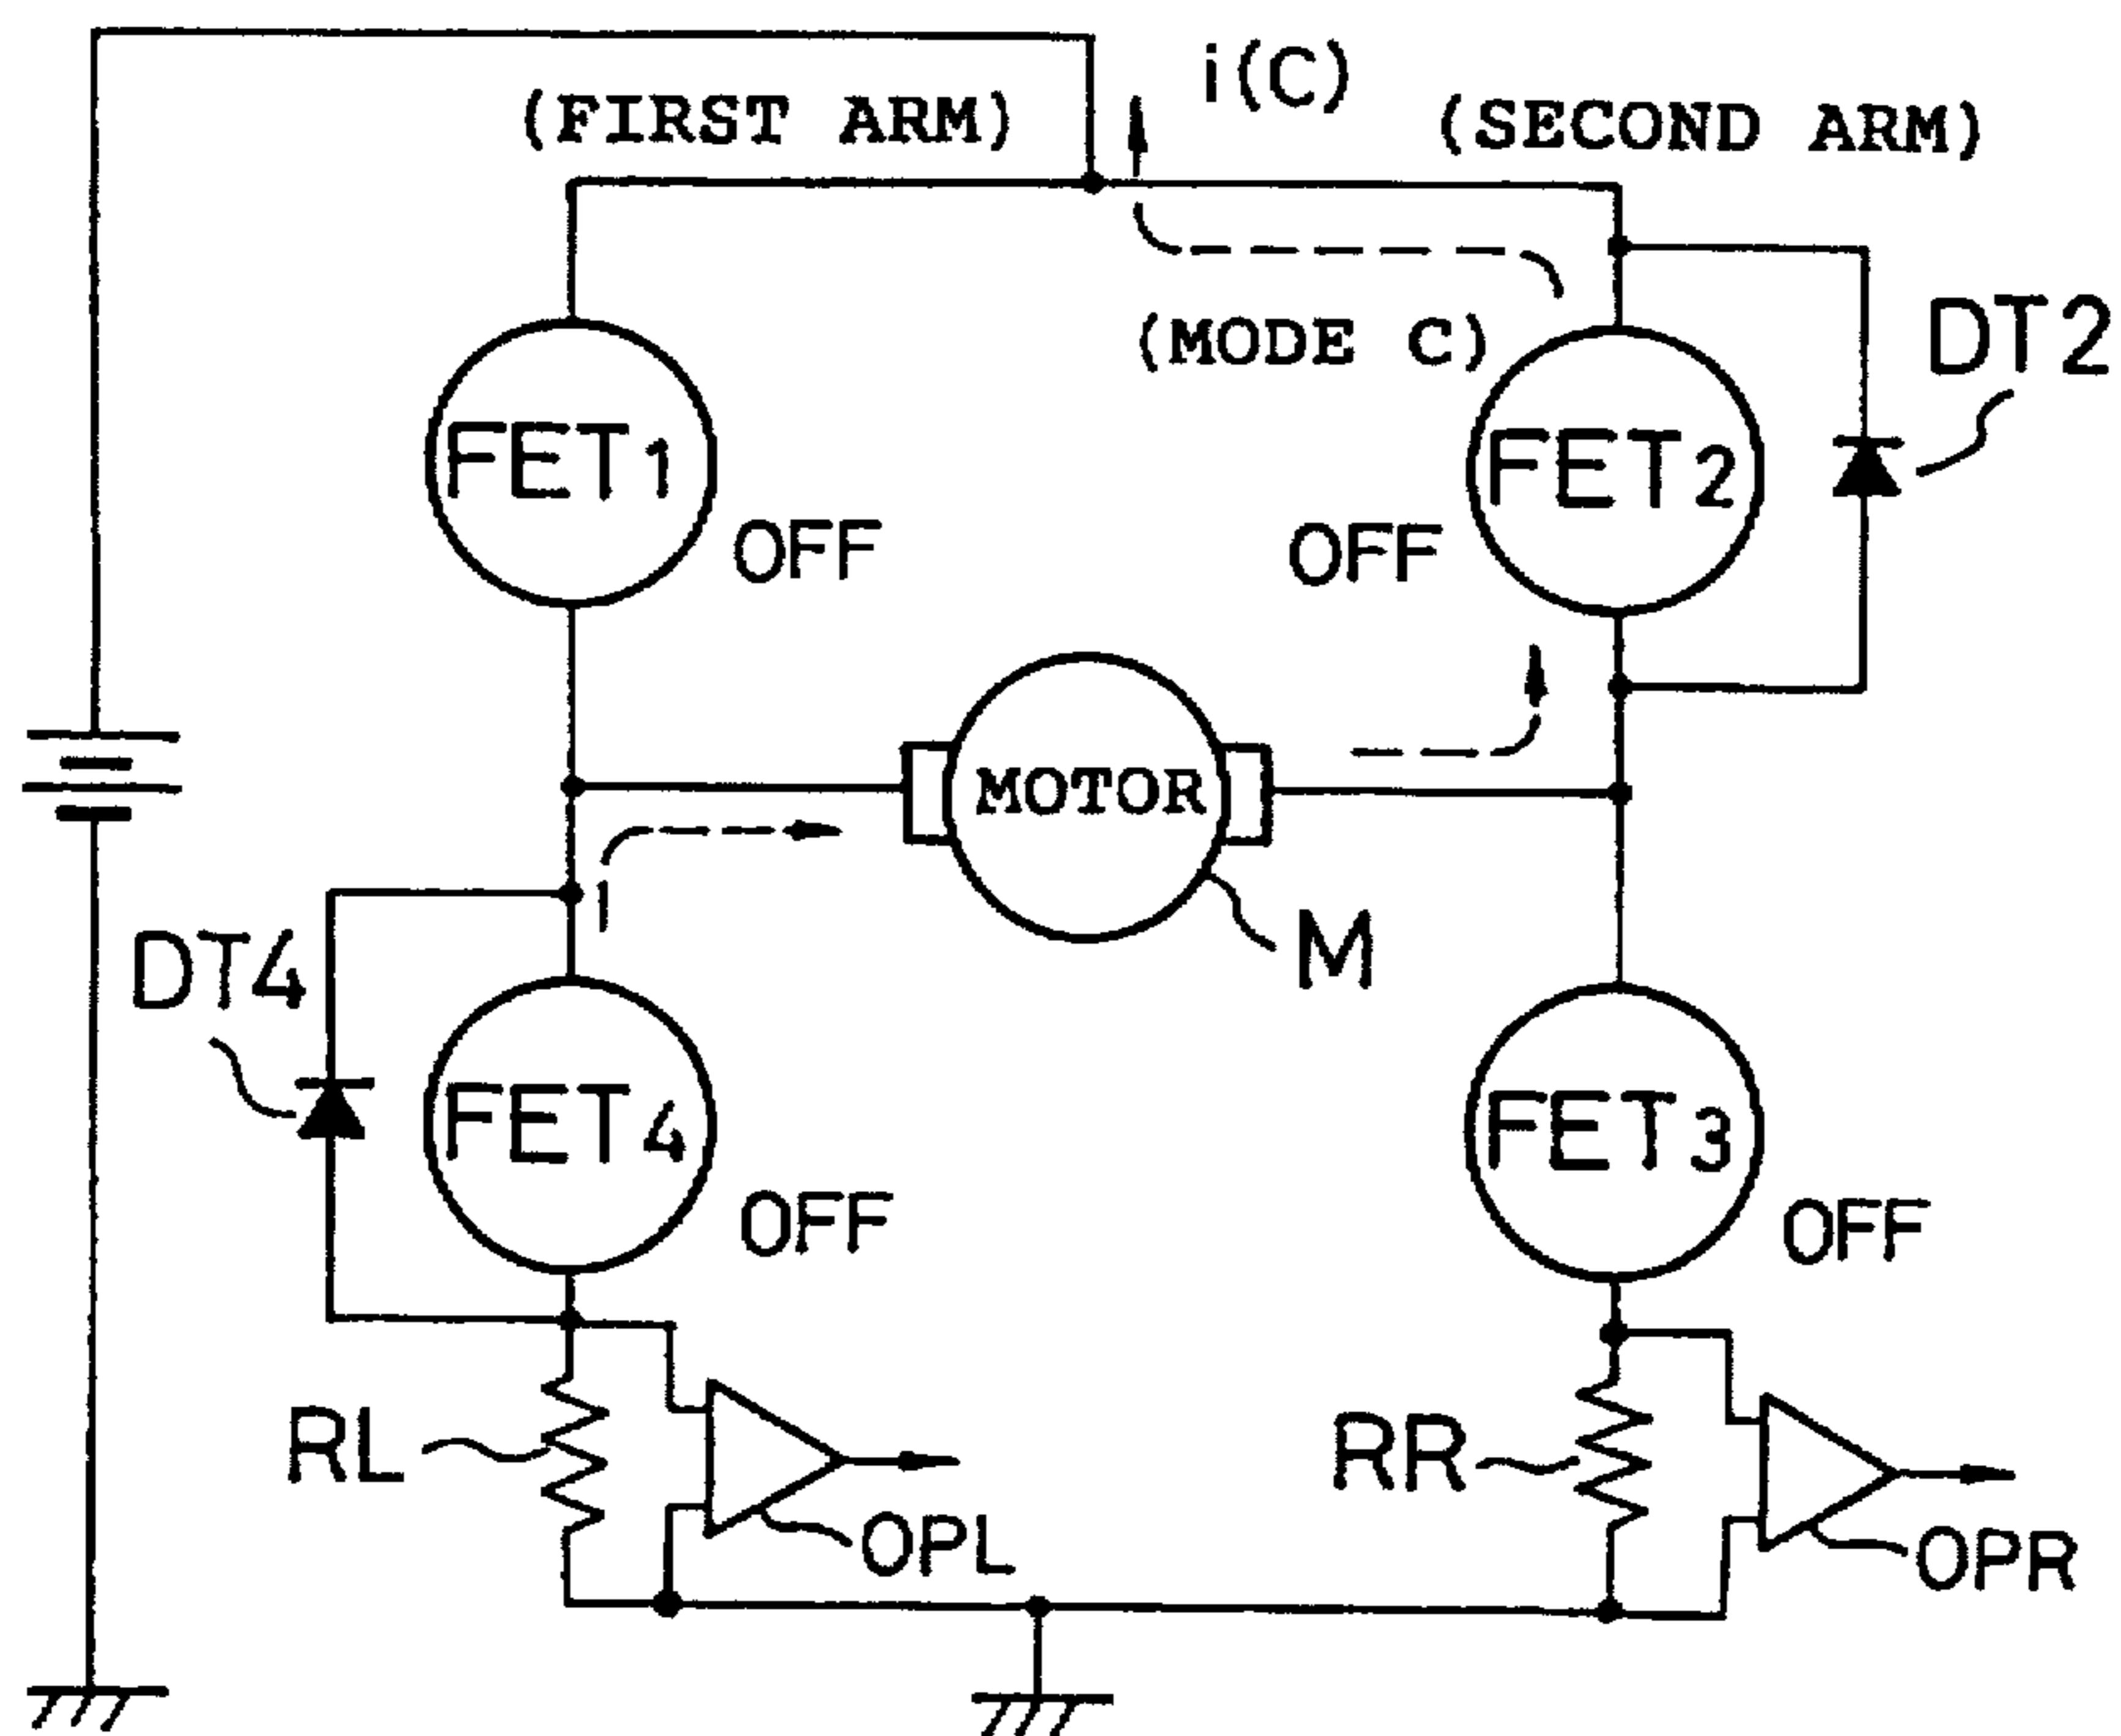 i(C)
(FIRST ARM)
(SECOND ARM)
(MODE C)
DT2
FET1
FET2
OFF
OFF
MOTOR
M
DT4
FET4
FET3
OFF
OFF
RL
RR
OPL
OPR